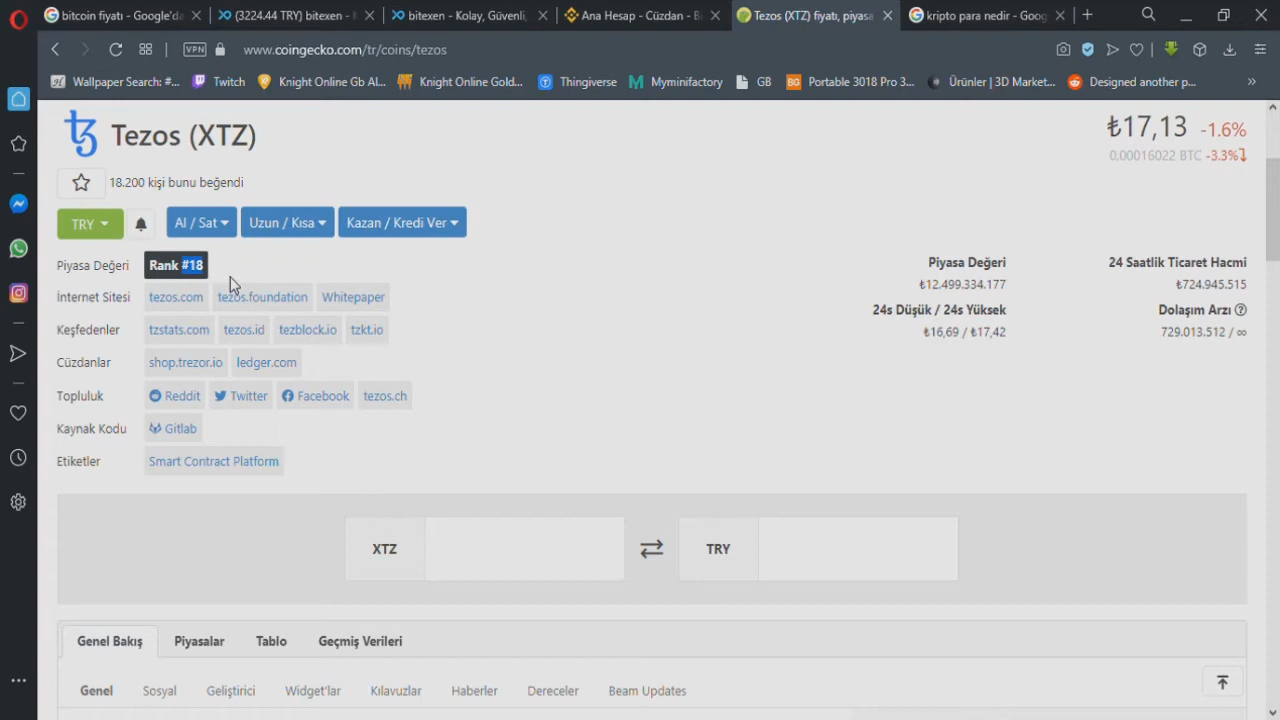 bitcoin fiyatı - Google'da
(3224.44 TRY) bitexen -
bitexen - Kolay, Güvenli,
Ana Hesap - Cüzdan - Bi
Tezos (XTZ) fiyatı, piyasa
kripto para nedir - Goog
VPN
www.coingecko.com/tr/coins/tezos
Wallpaper Search: #...
Twitch
Knight Online Gb Al...
Knight Online Gold...
Thingiverse
Myminifactory
GB
Portable 3018 Pro 3...
Ürünler | 3D Market...
Designed another p...
Tezos (XTZ)
₺17,13 -1.6%
0,00016022 BTC -3.3%
18.200 kişi bunu beğendi
TRY
Al / Sat
Uzun / Kısa
Kazan / Kredi Ver
Piyasa Değeri Rank #18
İnternet Sitesi tezos.com tezos.foundation Whitepaper
Keşfedenler tzstats.com tezos.id tezblock.io tzkt.io
Cüzdanlar shop.trezor.io ledger.com
Topluluk Reddit Twitter Facebook tezos.ch
Kaynak Kodu Gitlab
Etiketler Smart Contract Platform
Piyasa Değeri
₺12.499.334.177
24s Düşük / 24s Yüksek
₺16,69 / ₺17,42
24 Saatlik Ticaret Hacmi
₺724.945.515
Dolaşım Arzı
729.013.512 / ∞
XTZ
TRY
Genel Bakış Piyasalar Tablo Geçmiş Verileri
Genel Sosyal Geliştirici Widget'lar Kılavuzlar Haberler Dereceler Beam Updates